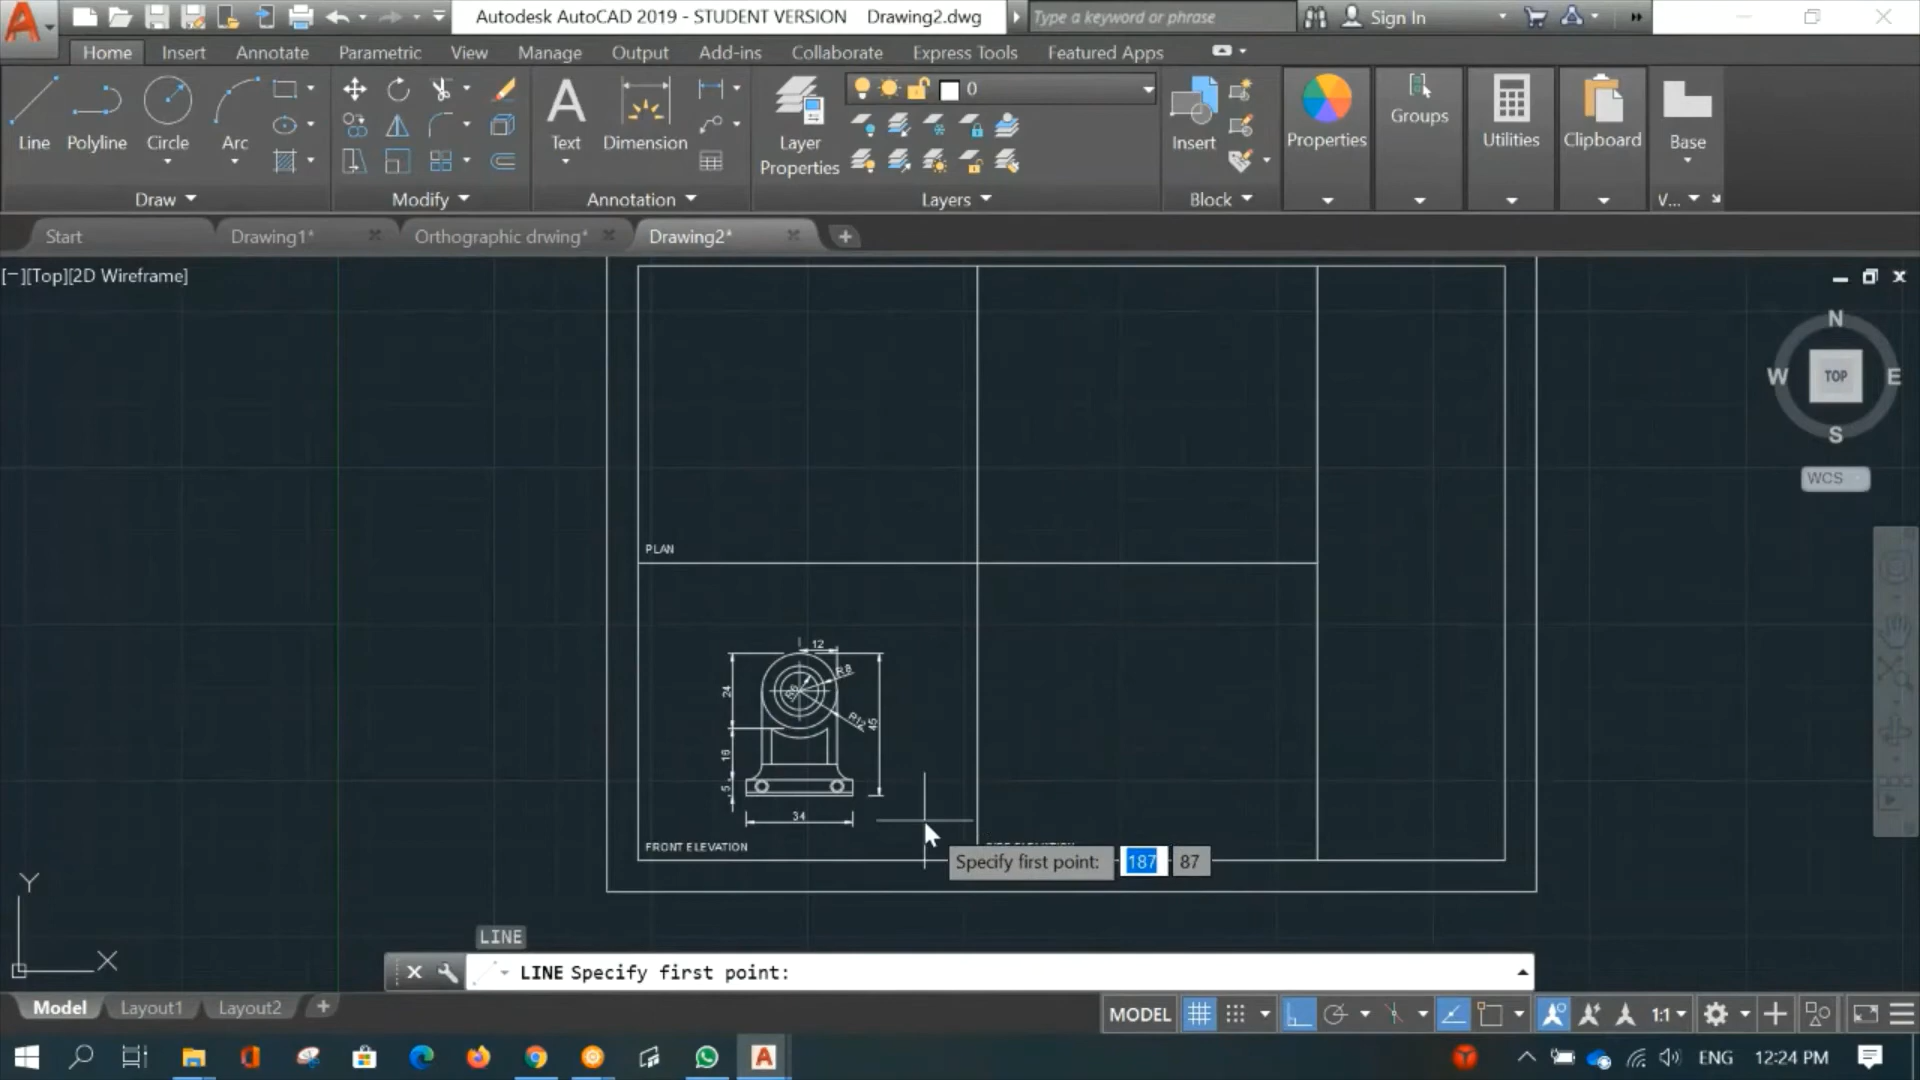 Autodesk AutoCAD 2019 - STUDENT VERSION Drawing2.dwg
Type a keyword or phrase
Sign In
Home Insert Annotate Parametric View Manage Output Add-ins Collaborate Express Tools Featured Apps
0
Line Polyline Circle Arc
Text Dimension
Layer
Properties
Insert
Properties
Groups
Utilities
Clipboard
Base
Draw Modify Annotation Layers Block V...
Start Drawing1* Orthographic drwing* Drawing2*
[−][Top][2D Wireframe]
N
W TOP E
S
WCS
PLAN
12
R8
24
R6
R12
45
16
5
34
FRONT ELEVATION
Specify first point: 187 87
Y
X
LINE
LINE Specify first point:
Model Layout1 Layout2
MODEL
1:1
ENG 12:24 PM